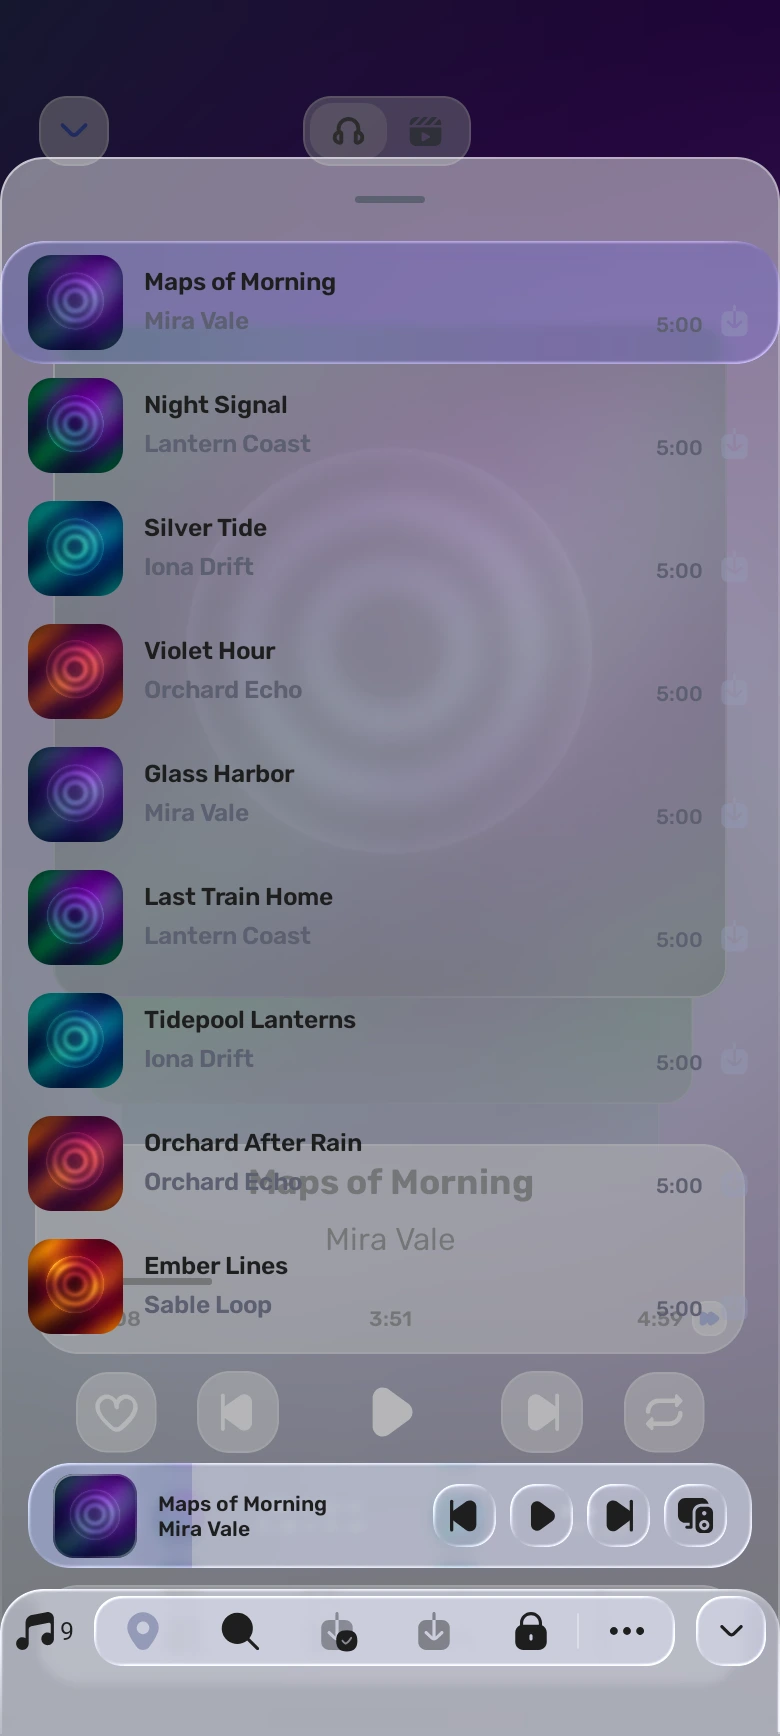 Maps of Morning
Mira Vale
5:00
Night Signal
Lantern Coast
5:00
Silver Tide
Iona Drift
5:00
Violet Hour
Orchard Echo
5:00
Glass Harbor
Mira Vale
5:00
Last Train Home
Lantern Coast
5:00
Tidepool Lanterns
Iona Drift
5:00
Orchard After Rain
Orchard Echo
5:00
Maps of Morning
Mira Vale
Ember Lines
Sable Loop
5:00
3:51
4:59
Maps of Morning
Mira Vale
9